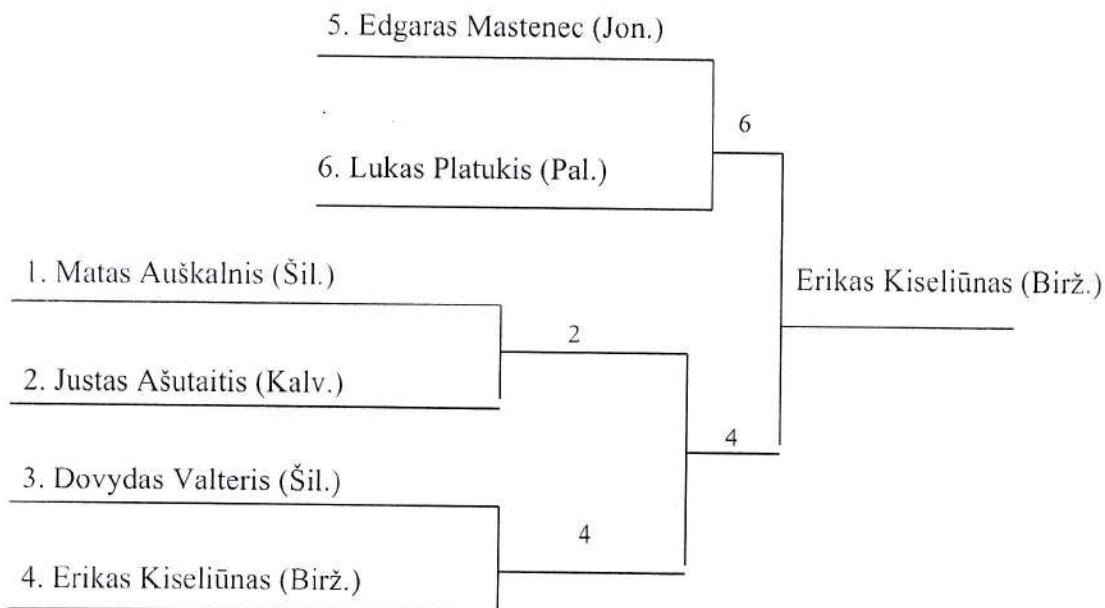 5. Edgaras Mastenec (Jon.)
6
6. Lukas Platukis (Pal.)
1. Matas Auškalnis (Šil.)
Erikas Kiseliūnas (Birž.)
2
2. Justas Ašutaitis (Kalv.)
4
3. Dovydas Valteris (Šil.)
4
4. Erikas Kiseliūnas (Birž.)